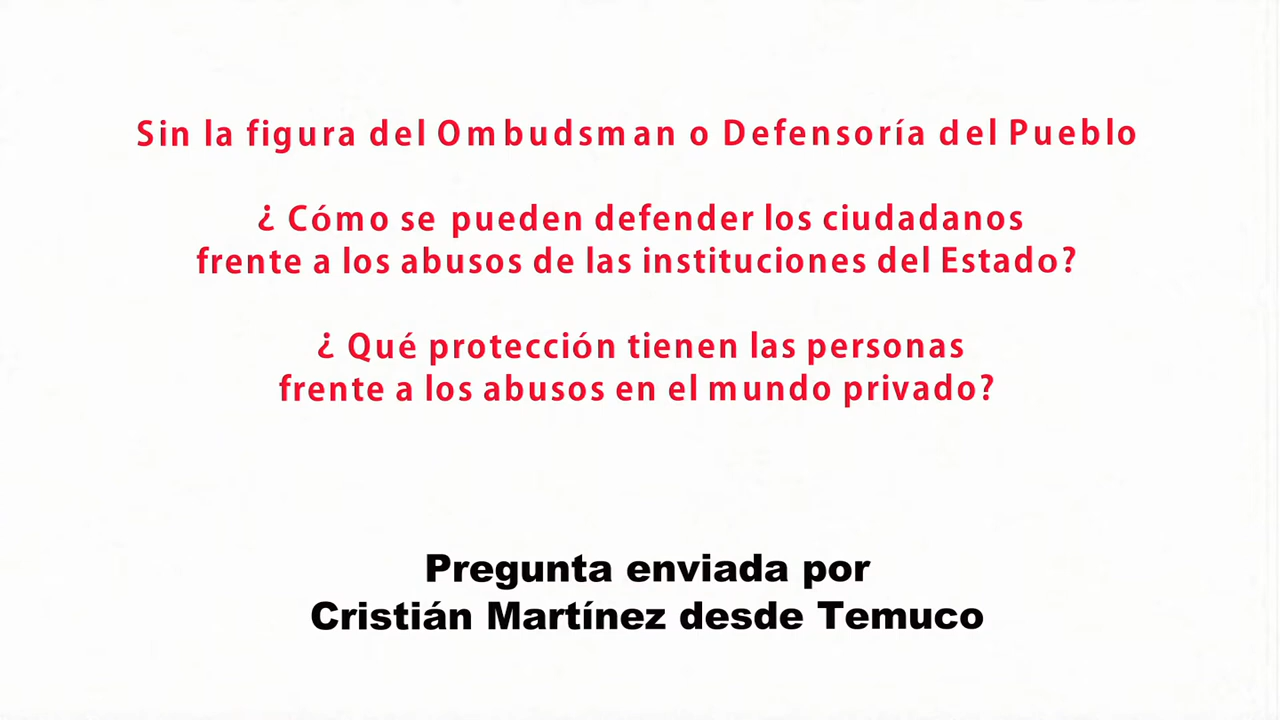 Sin la figura del Ombudsman o Defensoría del Pueblo
¿ Cómo se pueden defender los ciudadanos
frente a los abusos de las instituciones del Estado?
¿ Qué protección tienen las personas
frente a los abusos en el mundo privado?
Pregunta enviada por
Cristián Martínez desde Temuco